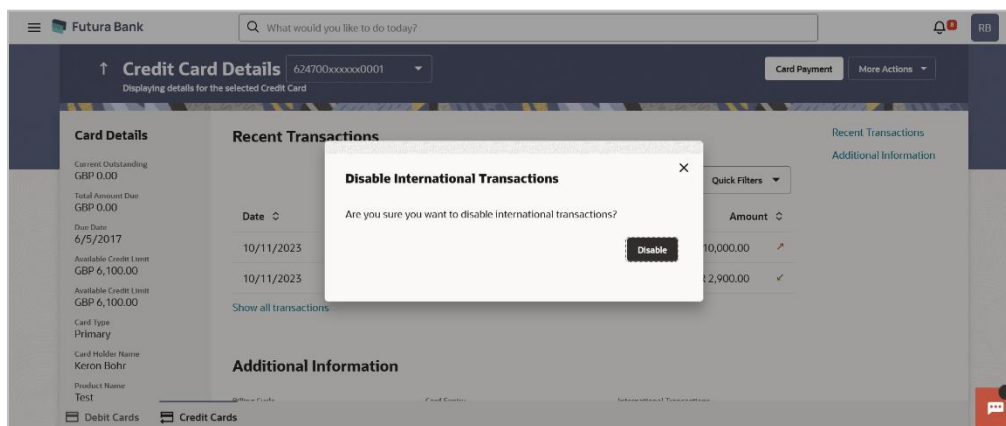 Futura Bank
What would you like to do today?
8
RB
Credit Card Details
624700xxxxxx0001
Card Payment
More Actions
Displaying details for the selected Credit Card
Card Details
Current Outstanding
GBP 0.00
Total Amount Due
GBP 0.00
Due Date
6/5/2017
Available Credit Limit
GBP 6,100.00
Available Credit Limit
GBP 6,100.00
Card Type
Primary
Card Holder Name
Keron Bohr
Product Name
Test
Recent Transactions
Quick Filters
Date
Amount
10/11/2023
10,000.00
10/11/2023
2,900.00
Show all transactions
Additional Information
Billing Cycle
International Transactions
Recent Transactions
Additional Information
Disable International Transactions
Are you sure you want to disable international transactions?
Disable
Debit Cards
Credit Cards